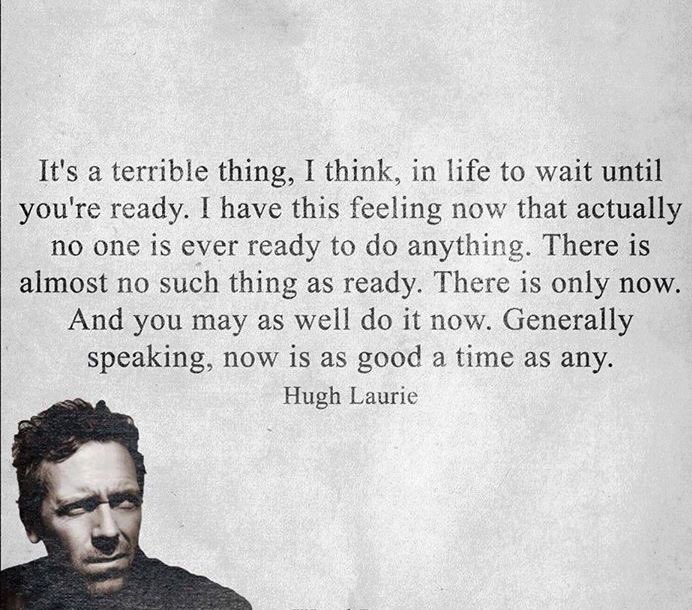 It's a terrible thing, I think, in life to wait until
you're ready. I have this feeling now that actually
no one is ever ready to do anything. There is
almost no such thing as ready. There is only now.
And you may as well do it now. Generally
speaking, now is as good a time as any.
Hugh Laurie